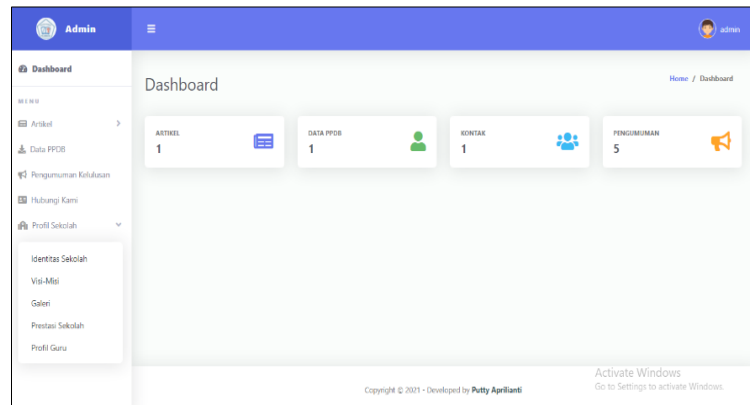 Admin
admin
Dashboard
MENU
Artikel
Data PPDB
Pengumuman Kelulusan
Hubungi Kami
Profil Sekolah
Identitas Sekolah
Visi-Misi
Galeri
Prestasi Sekolah
Profil Guru
Dashboard
Home / Dashboard
ARTIKEL
1
DATA PPDB
1
KONTAK
1
PENGUMUMAN
5
Activate Windows
Go to Settings to activate Windows.
Copyright © 2021 - Developed by Putty Aprilianti